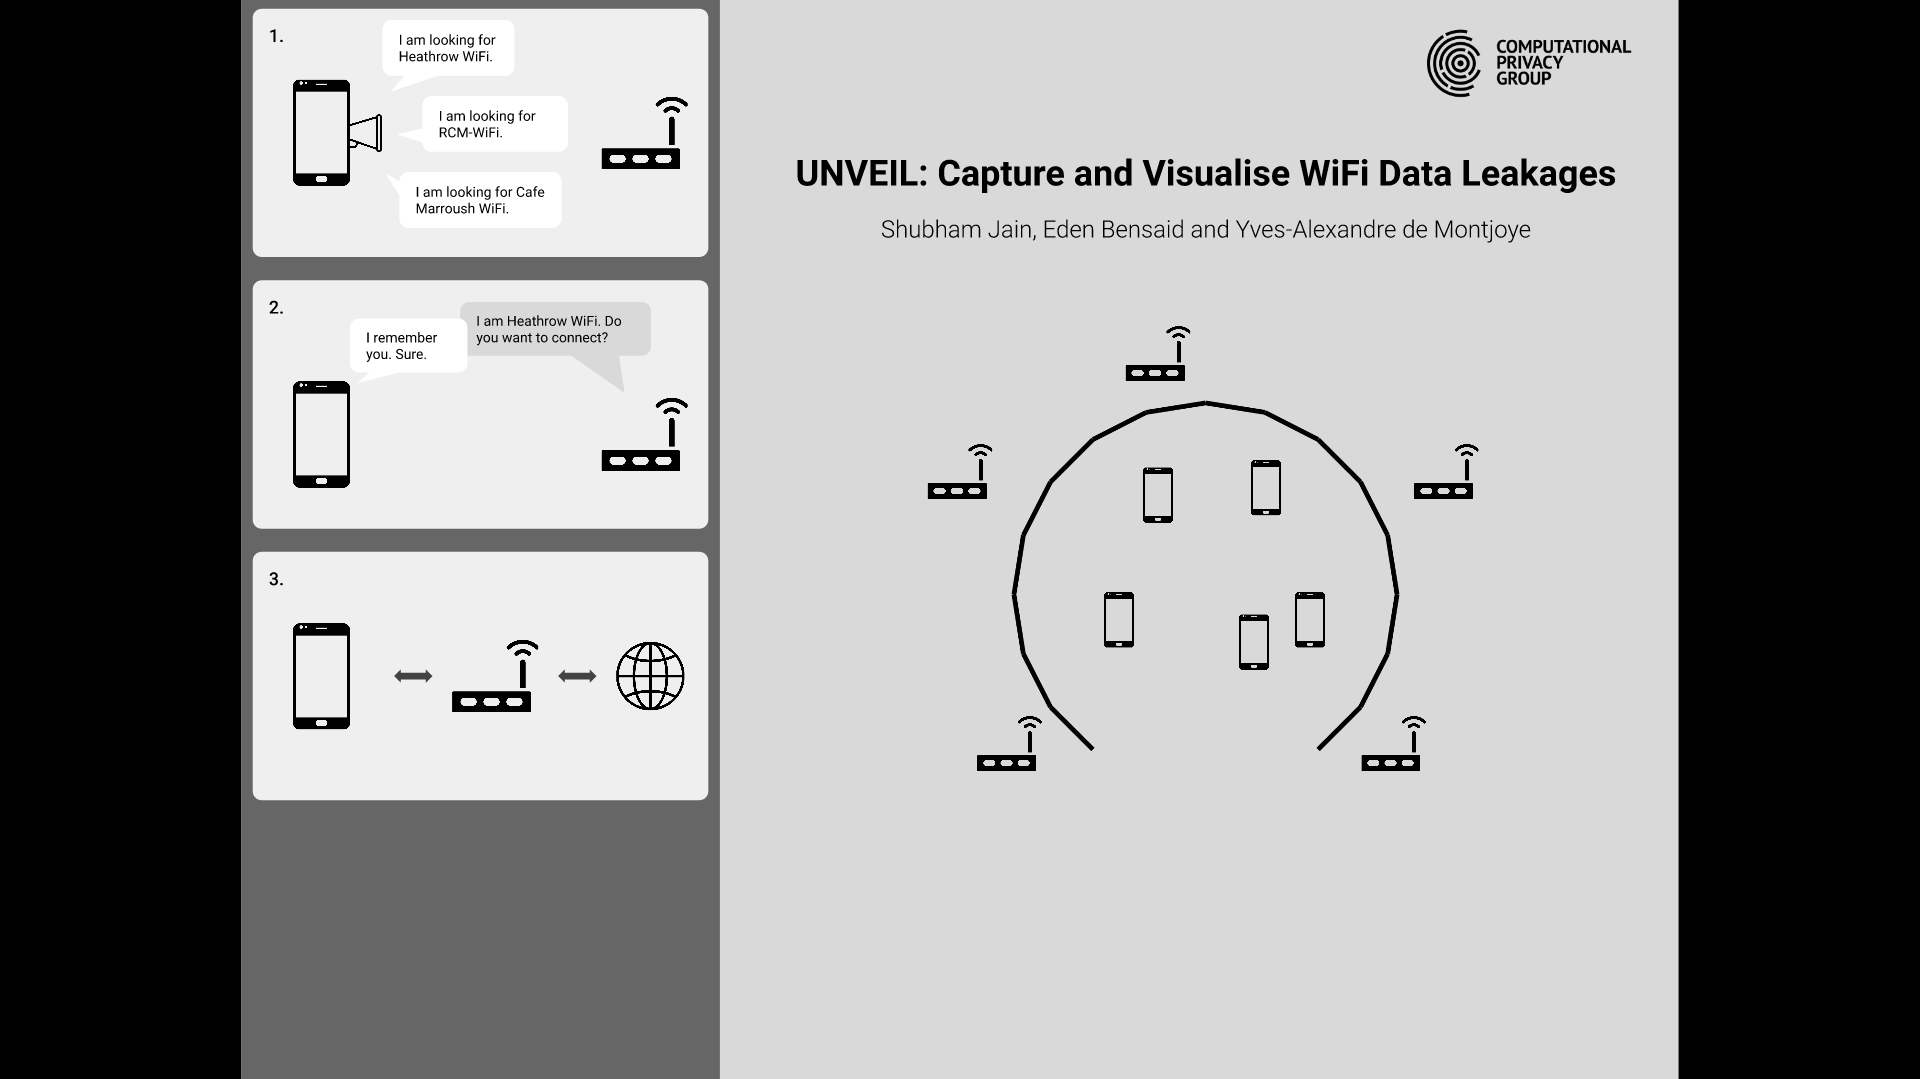 1.
I am looking for
Heathrow WiFi.
I am looking for
RCM-WiFi.
I am looking for Cafe
Marroush WiFi.
2.
I am Heathrow WiFi. Do
you want to connect?
I remember
you. Sure.
3.
COMPUTATIONAL
PRIVACY
GROUP
UNVEIL: Capture and Visualise WiFi Data Leakages
Shubham Jain, Eden Bensaid and Yves-Alexandre de Montjoye